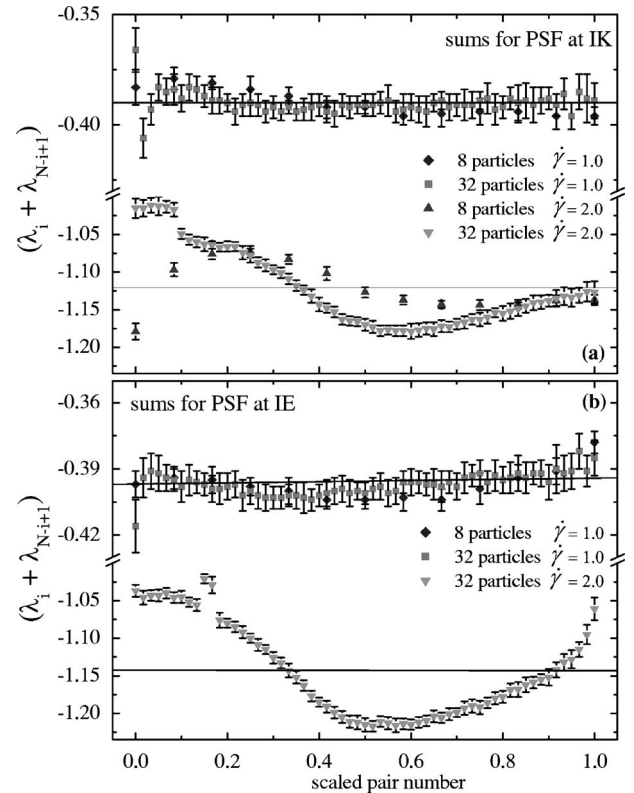 sums for PSF at IK
-0.35
-0.40
-1.05
-1.10
-1.15
-1.20
(λᵢ + λ_{N-i+1})
8 particles γ̇ = 1.0
32 particles γ̇ = 1.0
8 particles γ̇ = 2.0
32 particles γ̇ = 2.0
(a)
sums for PSF at IE
(b)
-0.36
-0.39
-0.42
-1.05
-1.10
-1.15
-1.20
(λᵢ + λ_{N-i+1})
8 particles γ̇ = 1.0
32 particles γ̇ = 1.0
32 particles γ̇ = 2.0
0.0 0.2 0.4 0.6 0.8 1.0
scaled pair number